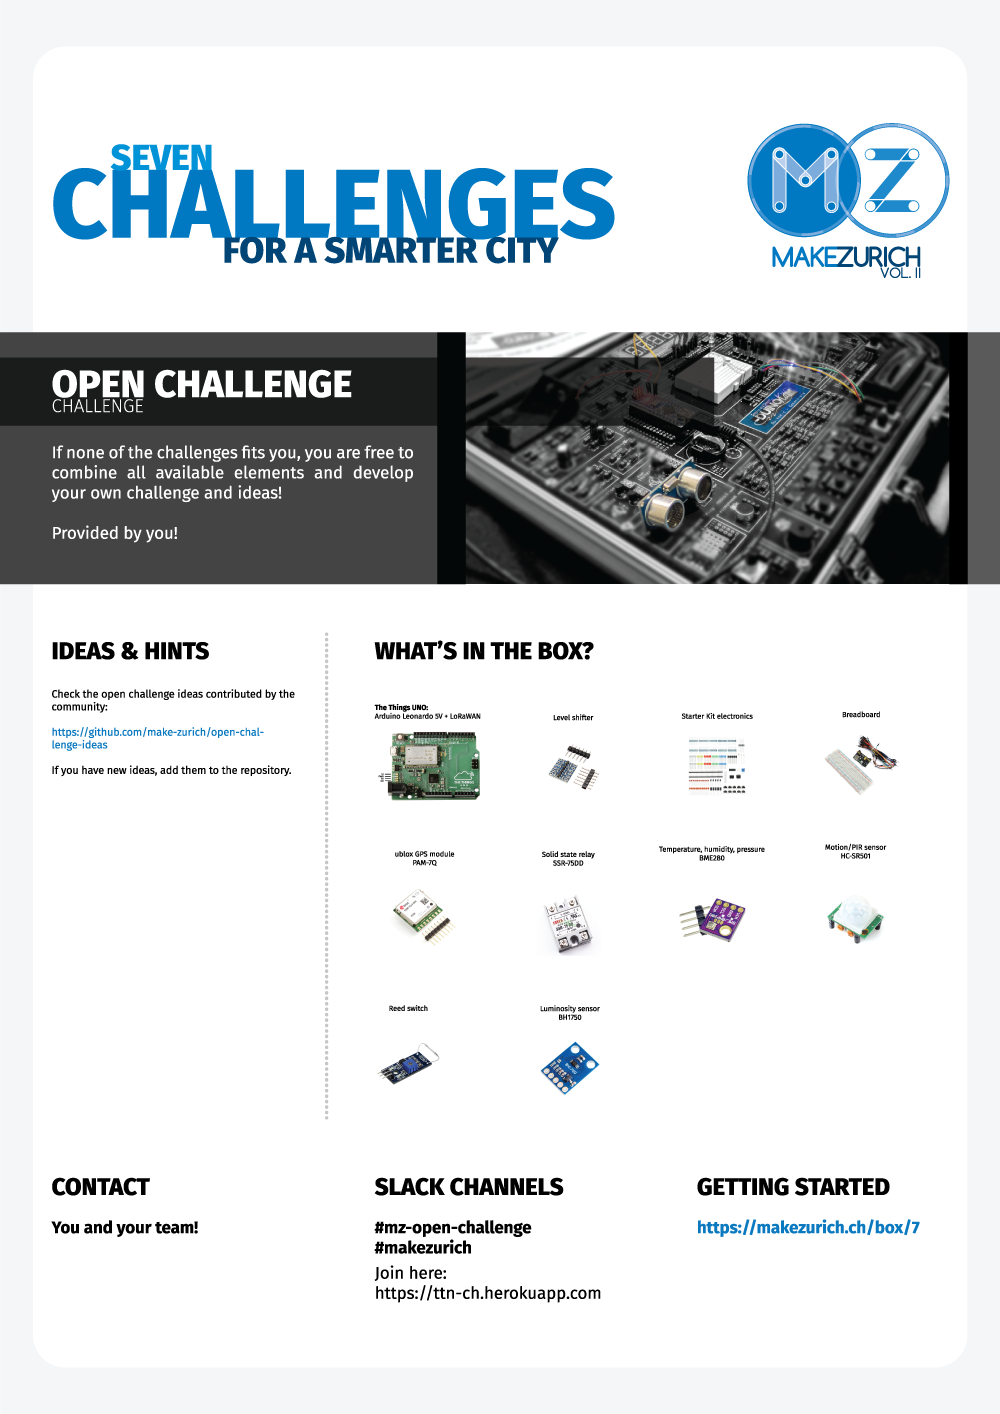 SEVEN
CHALLENGES
FOR A SMARTER CITY
MZ
MAKEZURICH
VOL. II
OPEN CHALLENGE
CHALLENGE
If none of the challenges fits you, you are free to
combine all available elements and develop
your own challenge and ideas!
Provided by you!
IDEAS & HINTS
Check the open challenge ideas contributed by the
community:
https://github.com/make-zurich/open-chal-
lenge-ideas
If you have new ideas, add them to the repository.
WHAT'S IN THE BOX?
The Things UNO:
Arduino Leonardo 5V + LoRaWAN
Level shifter
Starter Kit electronics
Breadboard
ublox GPS module
PAM-7Q
Solid state relay
SSR-75DD
Temperature, humidity, pressure
BME280
Motion/PIR sensor
HC-SR501
Reed switch
Luminosity sensor
BH1750
CONTACT
You and your team!
SLACK CHANNELS
#mz-open-challenge
#makezurich
Join here:
https://ttn-ch.herokuapp.com
GETTING STARTED
https://makezurich.ch/box/7